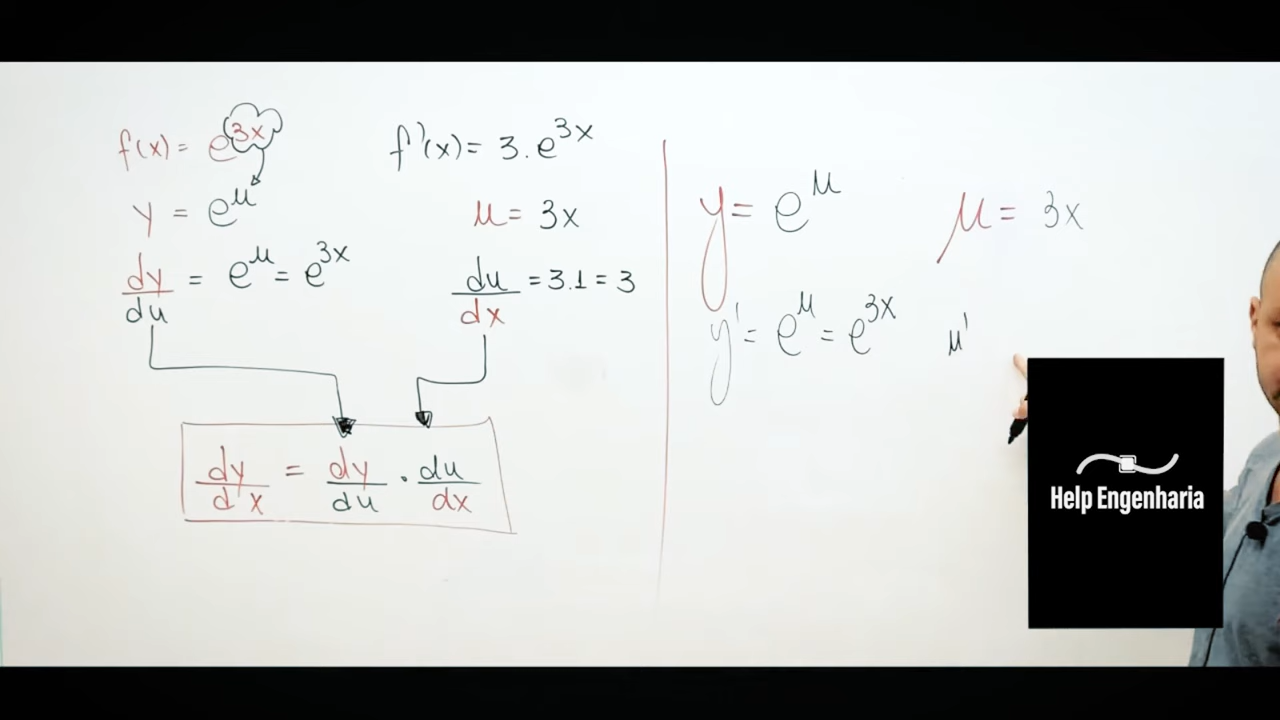 f(x) = e^3x
f'(x) = 3 . e^3x
y = e^μ
μ = 3x
dy/du = e^μ = e^3x
du/dx = 3.1 = 3
dy/dx = dy/du . du/dx
y = e^μ
μ = 3x
y' = e^μ = e^3x
μ'
Help Engenharia